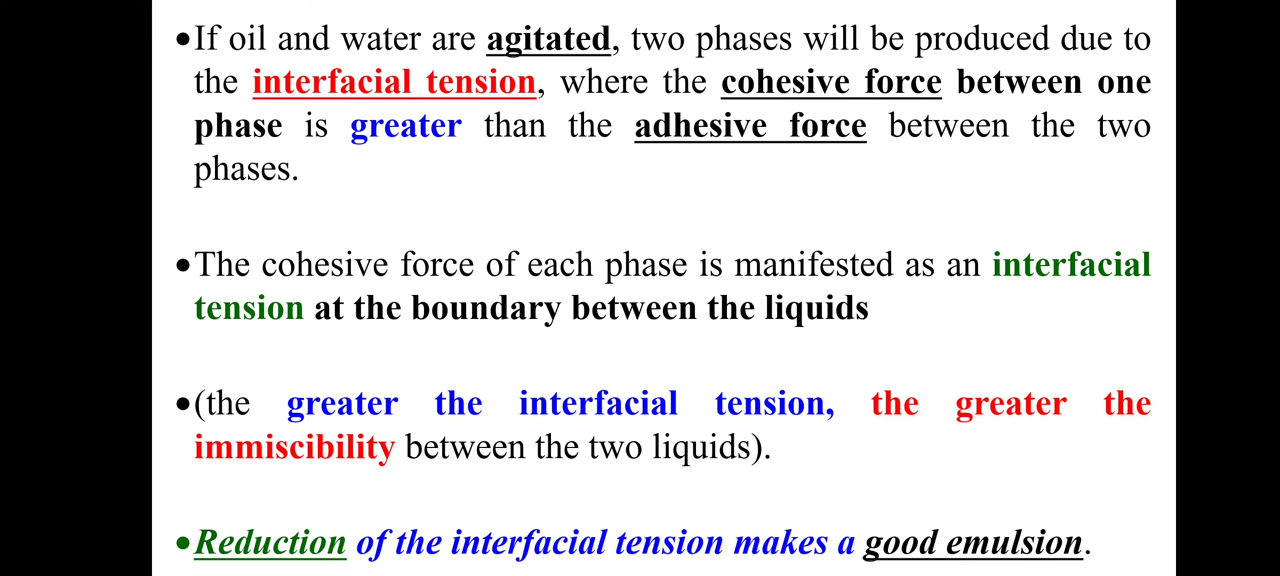 •If oil and water are agitated, two phases will be produced due to
the interfacial tension, where the cohesive force between one
phase is greater than the adhesive force between the two
phases.
•The cohesive force of each phase is manifested as an interfacial
tension at the boundary between the liquids
•(the greater the interfacial tension, the greater the
immiscibility between the two liquids).
•Reduction of the interfacial tension makes a good emulsion.